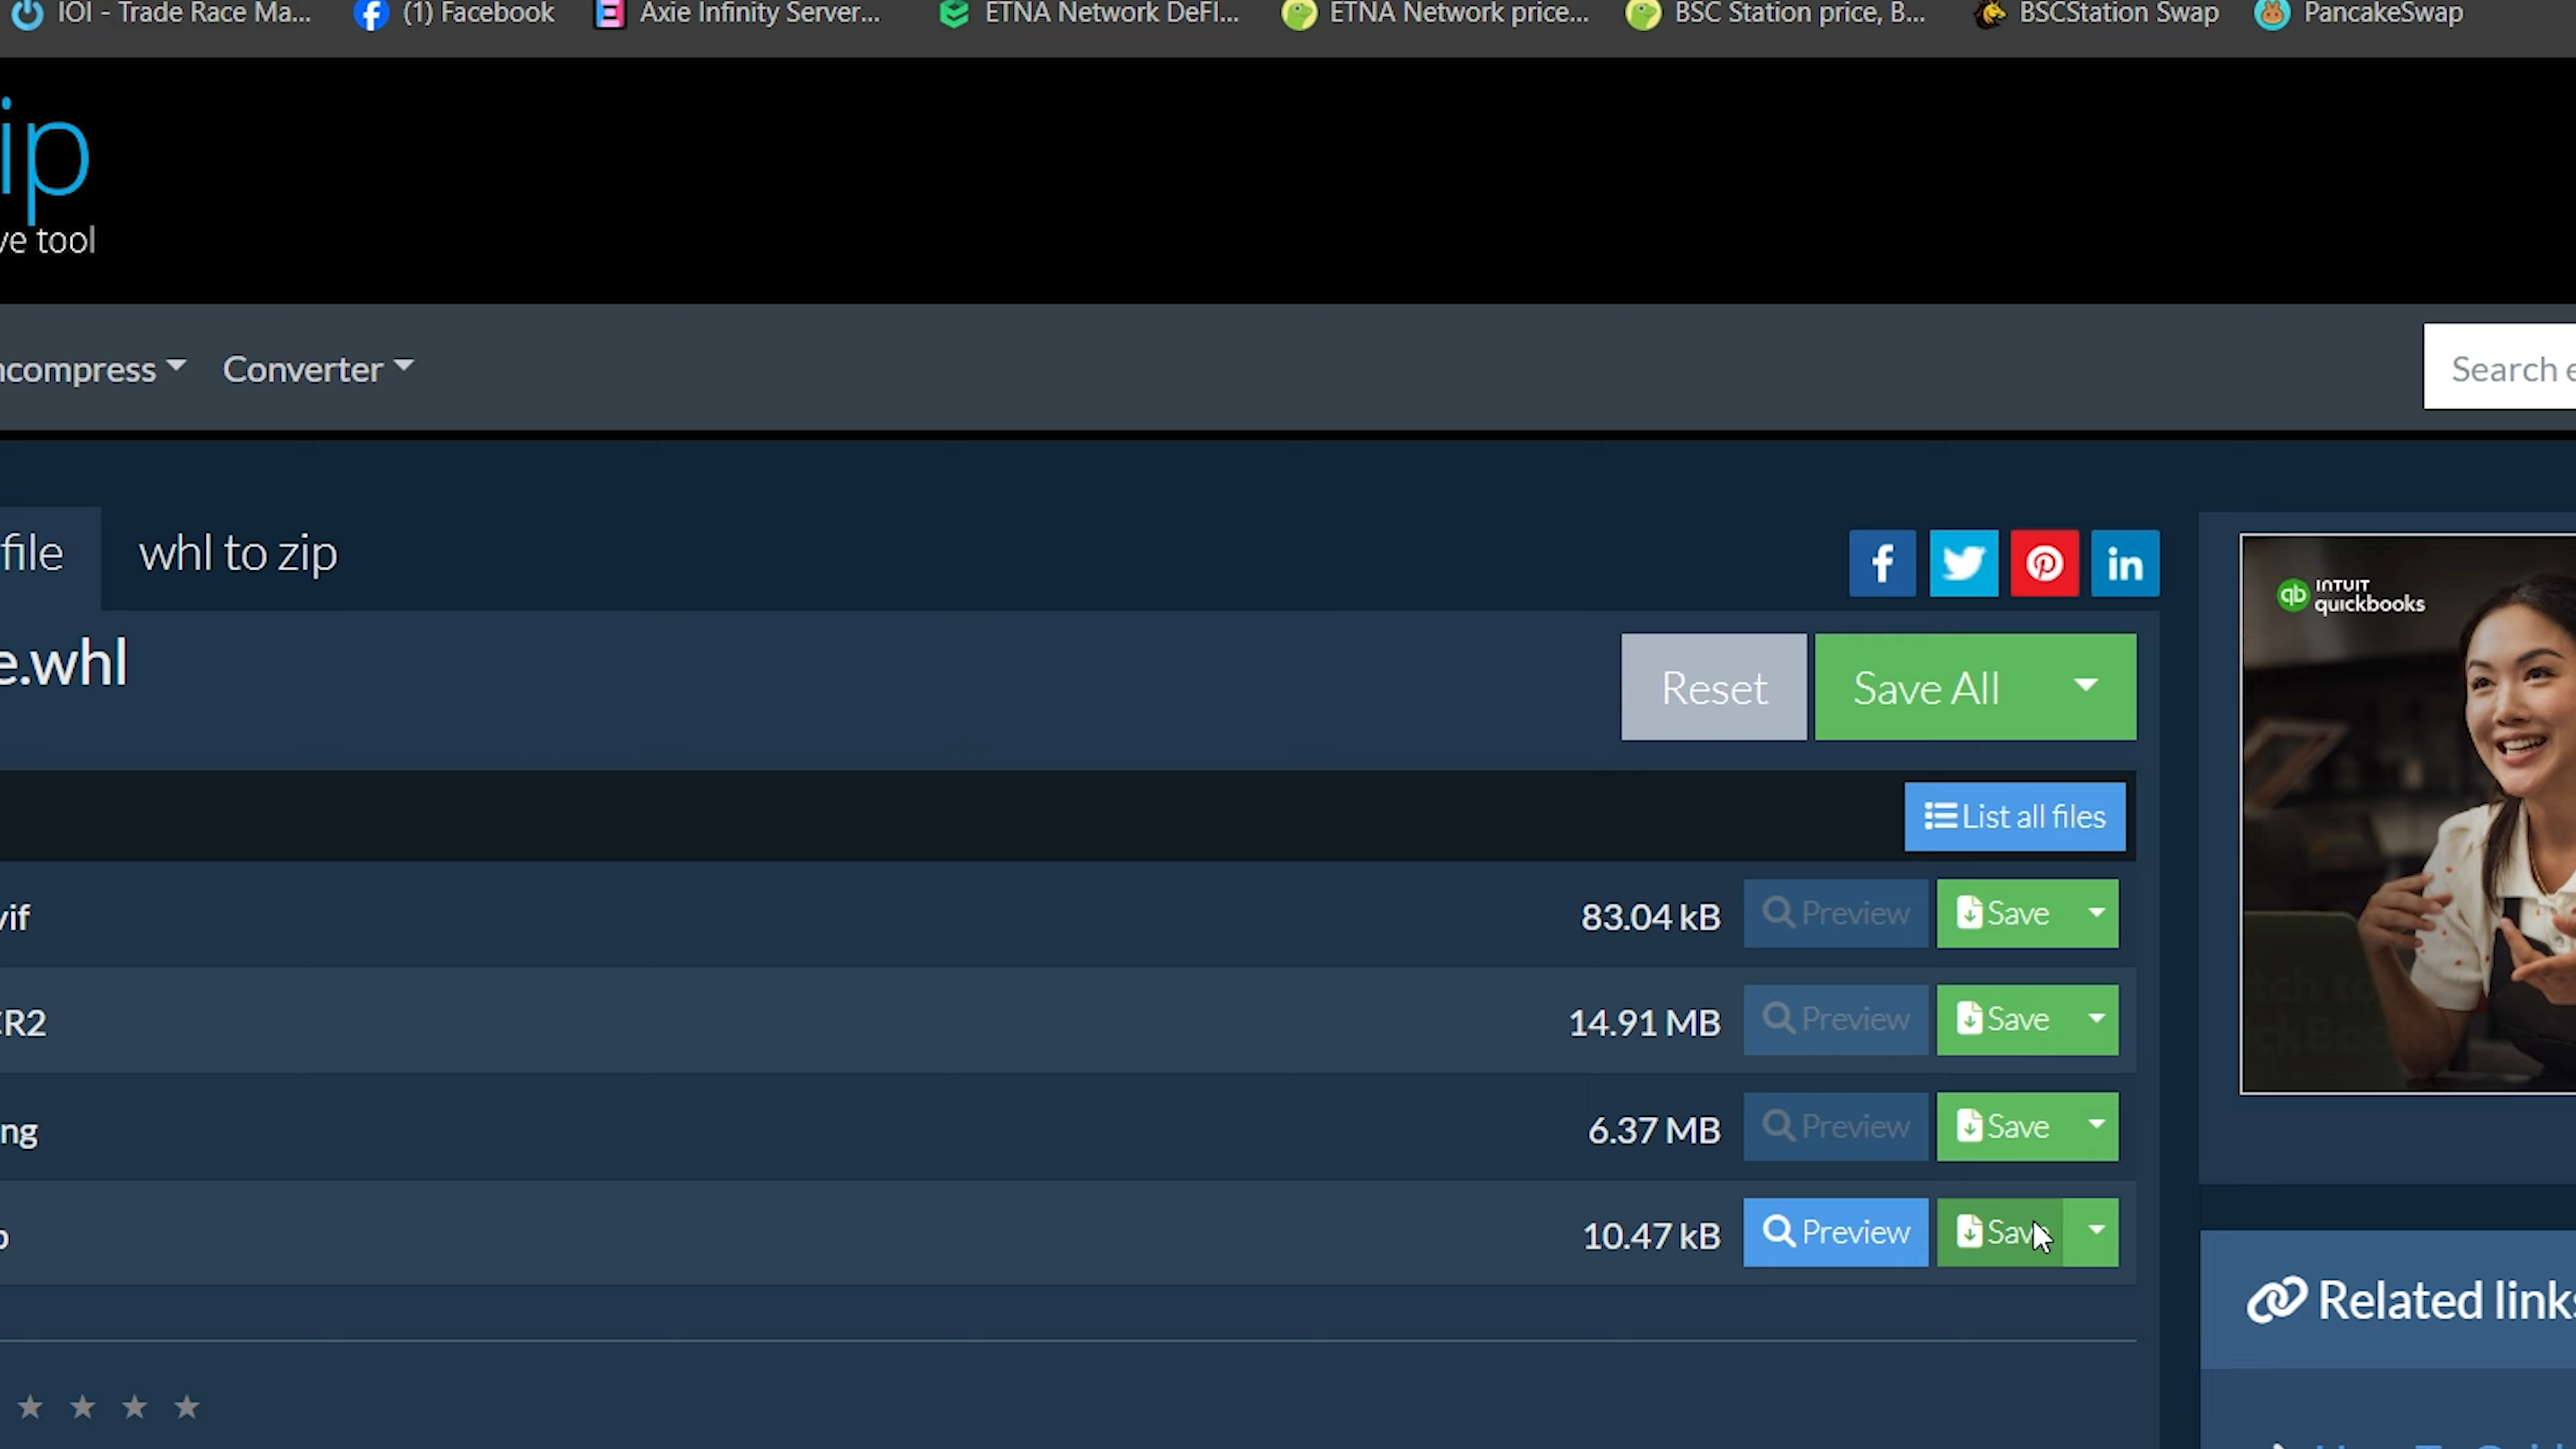 IOI - Trade Race Ma... (1) Facebook Axie Infinity Server... ETNA Network DeFI... ETNA Network price... BSC Station price, B... BSCStation Swap PancakeSwap
ip
ve tool
ncompress Converter Search e
file whl to zip
e.whl
Reset Save All
List all files
vif 83.04 kB Preview Save
CR2 14.91 MB Preview Save
ng 6.37 MB Preview Save
10.47 kB Preview Save
INTUIT
quickbooks
Related links